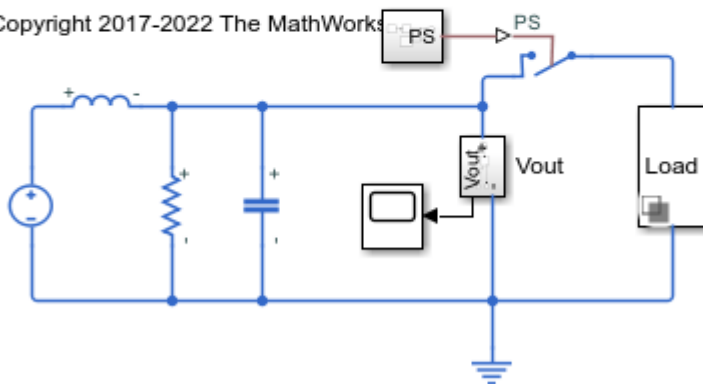 Copyright 2017-2022 The MathWorks
PS
PS
+
-
+
+
+
-
-
-
Vout
+
-
Vout
Load